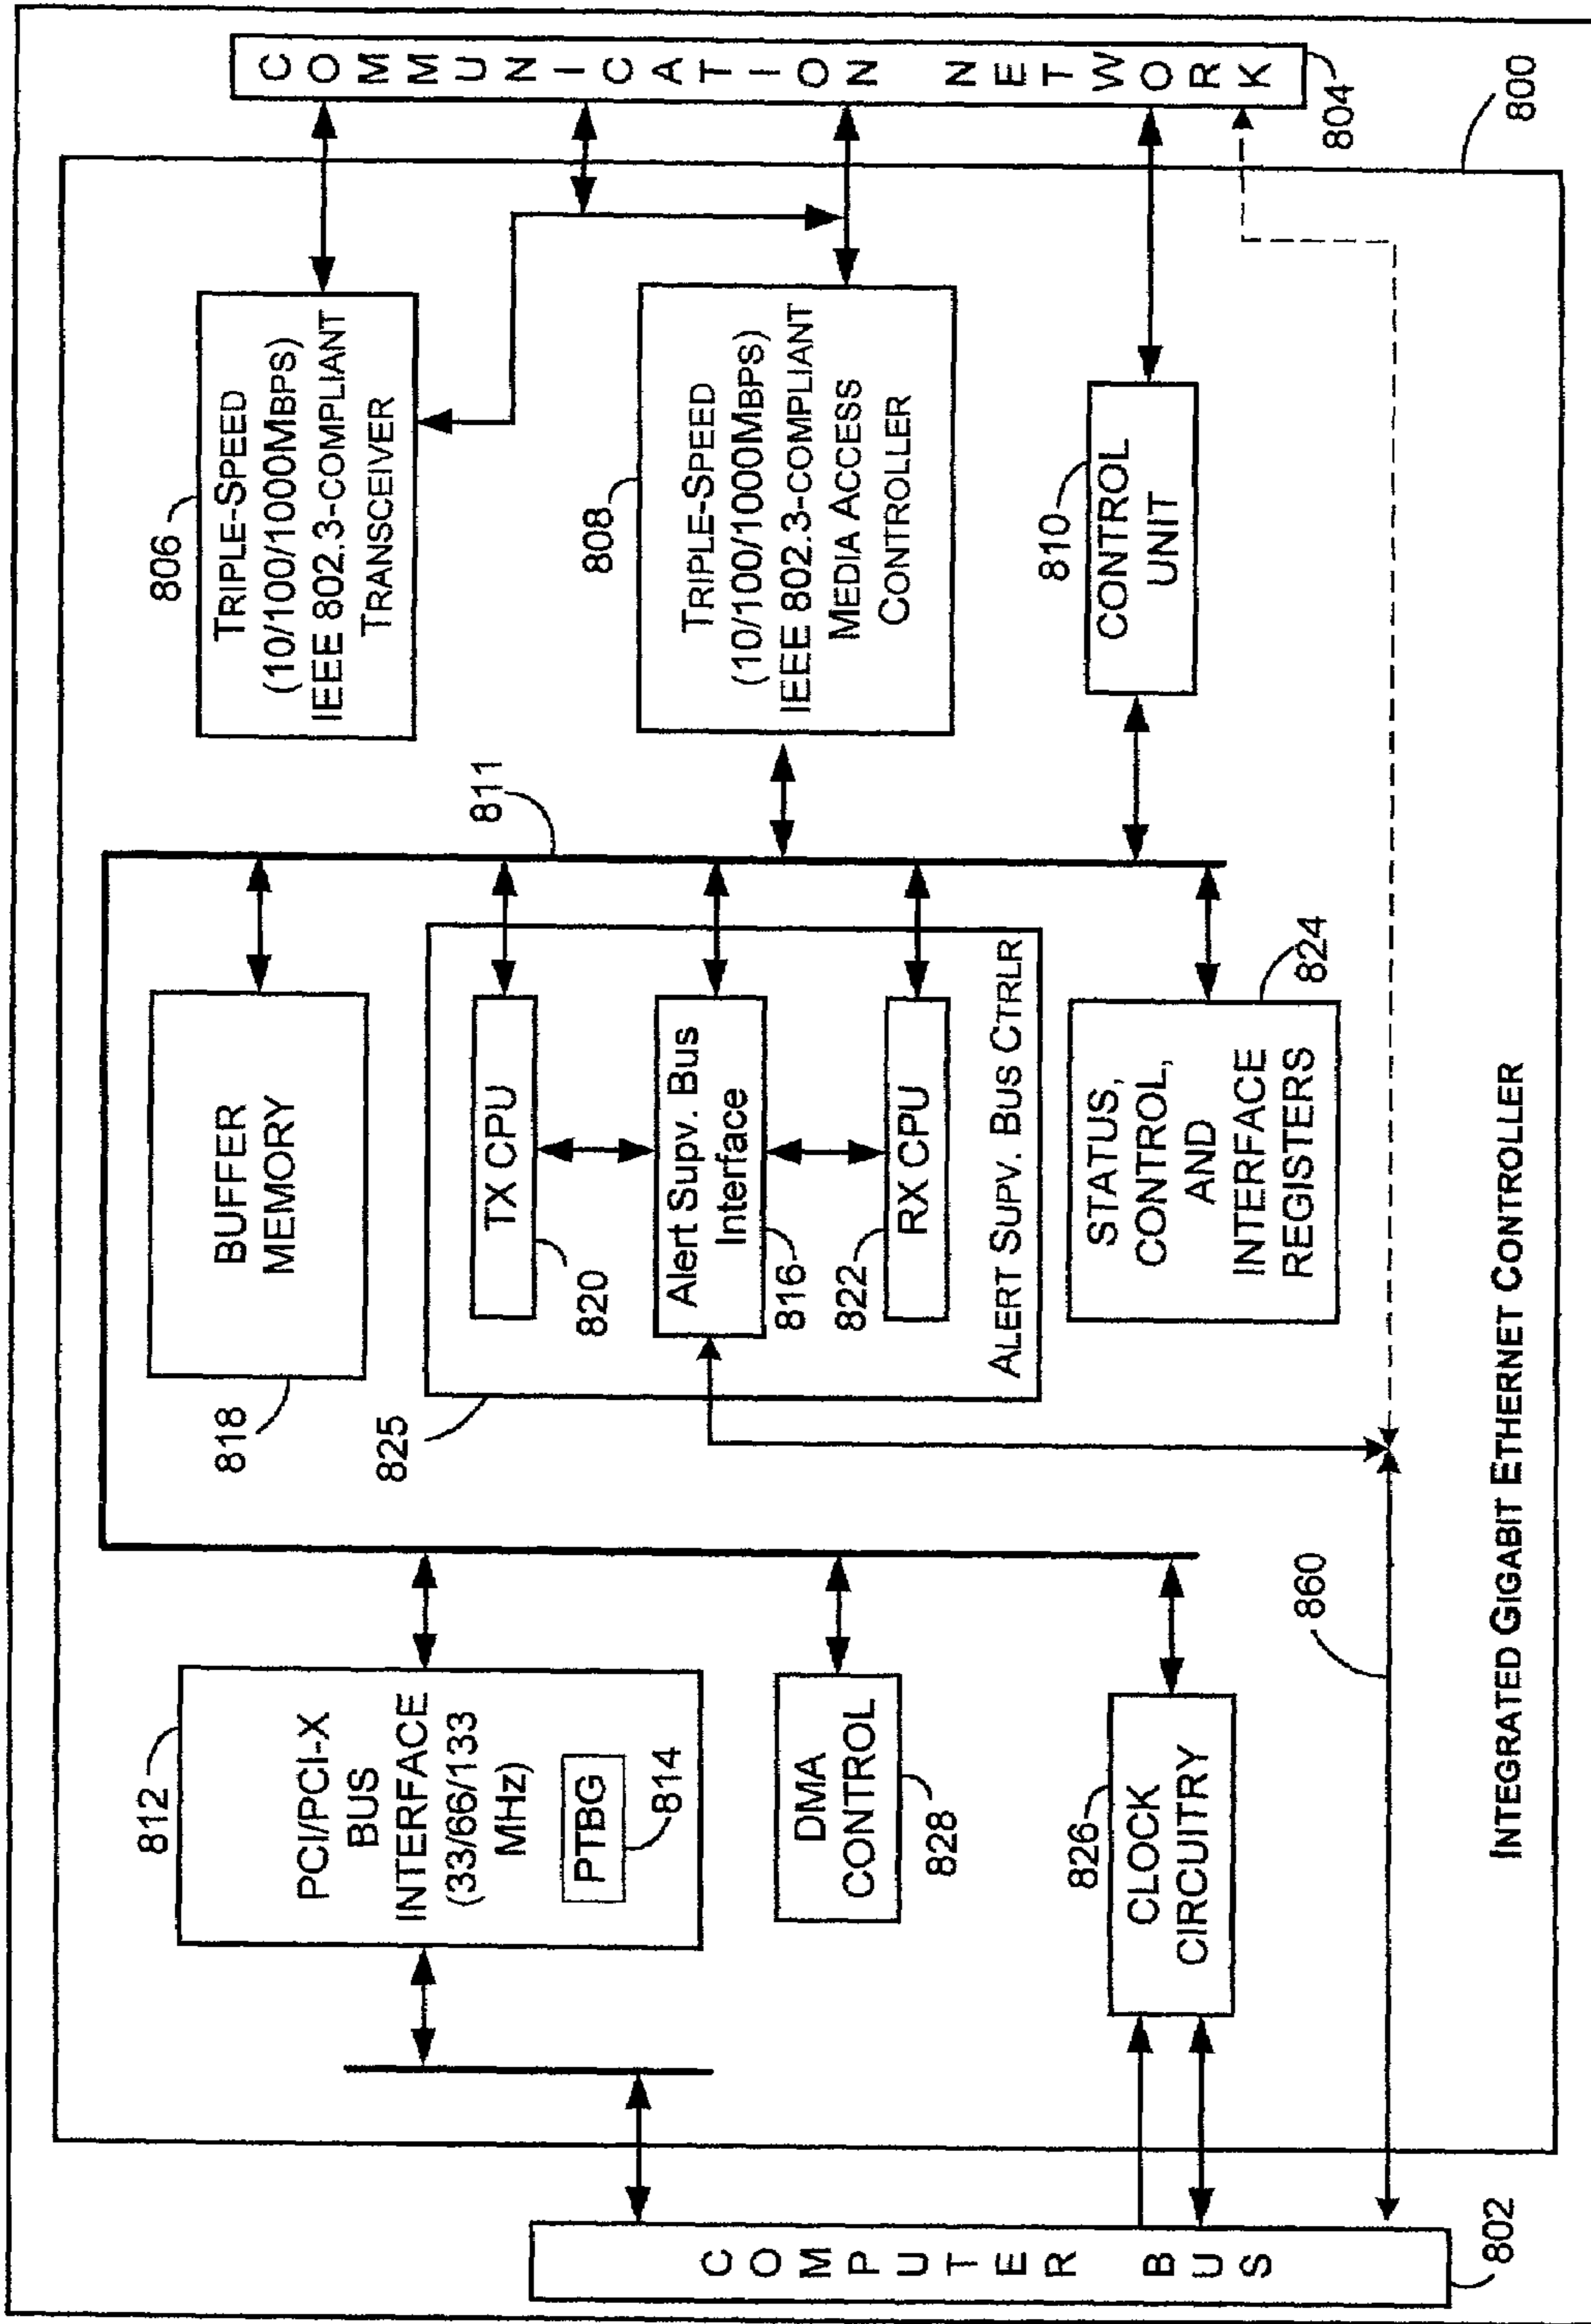 COMPUTER BUS
802
812
PCI/PCI-X
BUS
INTERFACE
(33/66/133
MHz)
PTBG
814
DMA
CONTROL
828
826
CLOCK
CIRCUITRY
860
818
BUFFER
MEMORY
825
TX CPU
820
Alert Supv. Bus
Interface
816
822
RX CPU
ALERT SUPV. BUS CTRLR
STATUS,
CONTROL,
AND
INTERFACE
REGISTERS
824
811
806
TRIPLE-SPEED
(10/100/1000MBPS)
IEEE 802.3-COMPLIANT
TRANSCEIVER
808
TRIPLE-SPEED
(10/100/1000MBPS)
IEEE 802.3-COMPLIANT
MEDIA ACCESS
CONTROLLER
810
CONTROL
UNIT
COMMUNICATION NETWORK
804
800
INTEGRATED GIGABIT ETHERNET CONTROLLER